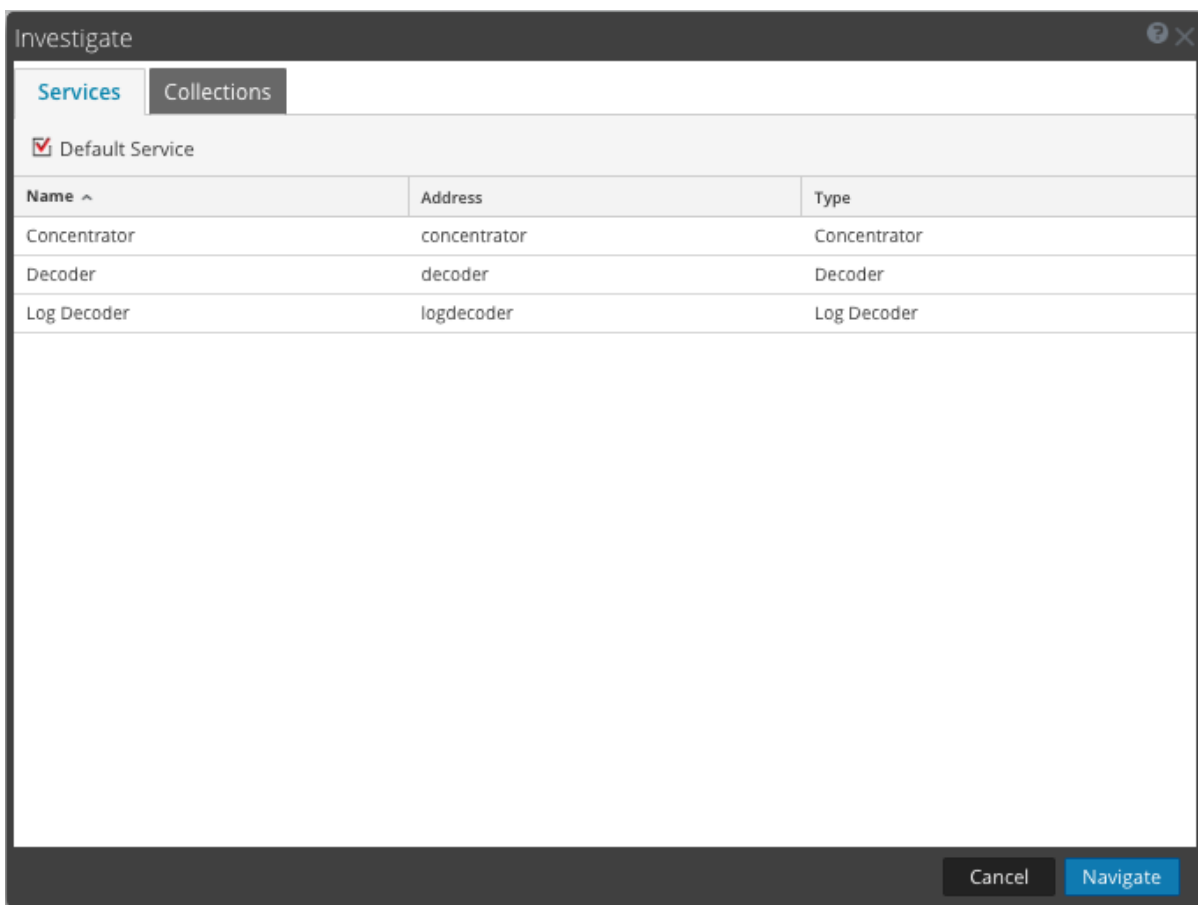 Investigate
Services Collections
Default Service
Name Address Type
Concentrator concentrator Concentrator
Decoder decoder Decoder
Log Decoder logdecoder Log Decoder
Cancel Navigate